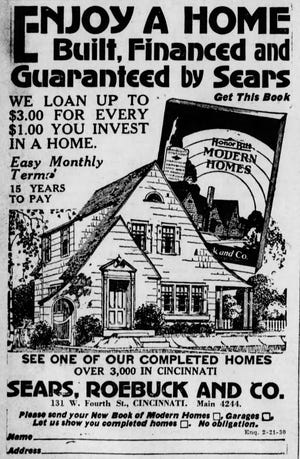 ENJOY A HOME
Built, Financed and
Guaranteed by Sears
Get This Book
WE LOAN UP TO
$3.00 FOR EVERY
$1.00 YOU INVEST
IN A HOME.
Easy Monthly
Terms
15 YEARS
TO PAY
Honor Bilt
MODERN
HOMES
and Co.
SEE ONE OF OUR COMPLETED HOMES
OVER 3,000 IN CINCINNATI
SEARS, ROEBUCK AND CO.
131 W. Fourth St., CINCINNATI. Main 4244.
Please send your New Book of Modern Homes □, Garages □.
Let us show you completed homes □. No obligation.
Enq. 2-21-30
Name
Address